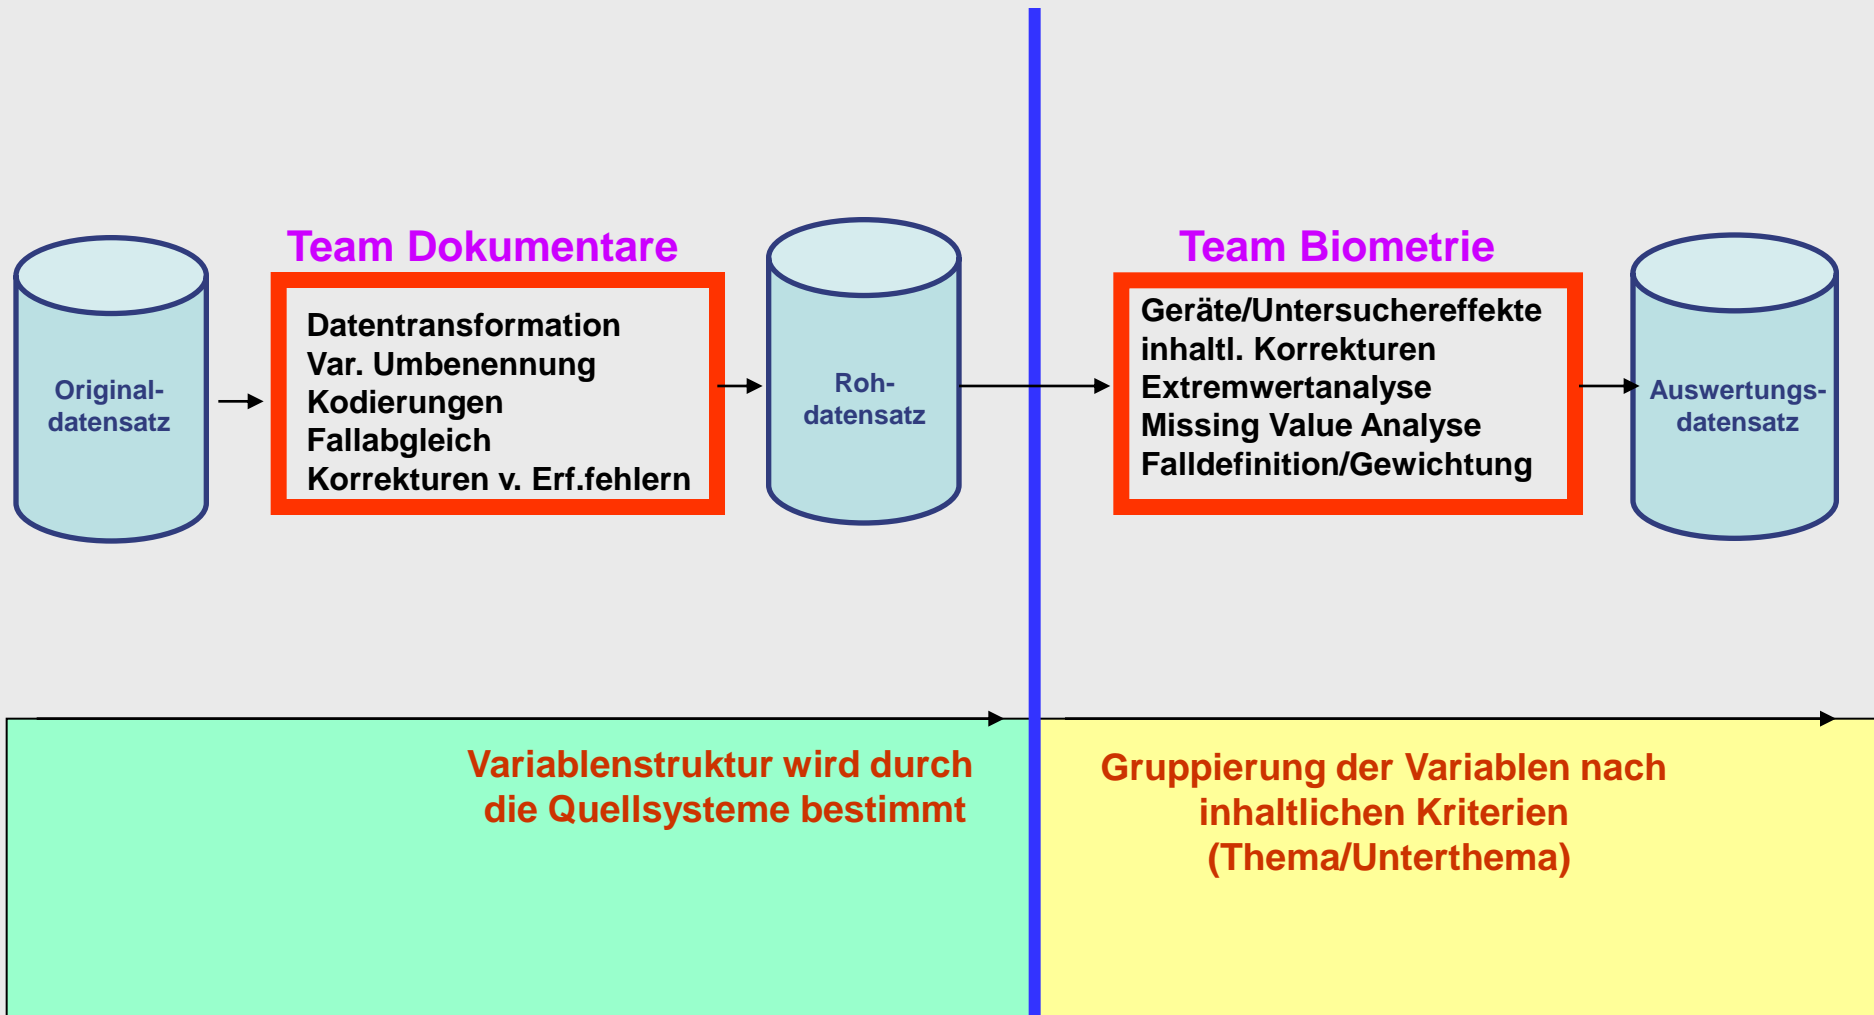 Original-
datensatz
Team Dokumentare
Datentransformation
Var. Umbenennung
Kodierungen
Fallabgleich
Korrekturen v. Erf.fehlern
Roh-
datensatz
Team Biometrie
Geräte/Untersuchereffekte
inhaltl. Korrekturen
Extremwertanalyse
Missing Value Analyse
Falldefinition/Gewichtung
Auswertungs-
datensatz
Variablenstruktur wird durch
die Quellsysteme bestimmt
Gruppierung der Variablen nach
inhaltlichen Kriterien
(Thema/Unterthema)